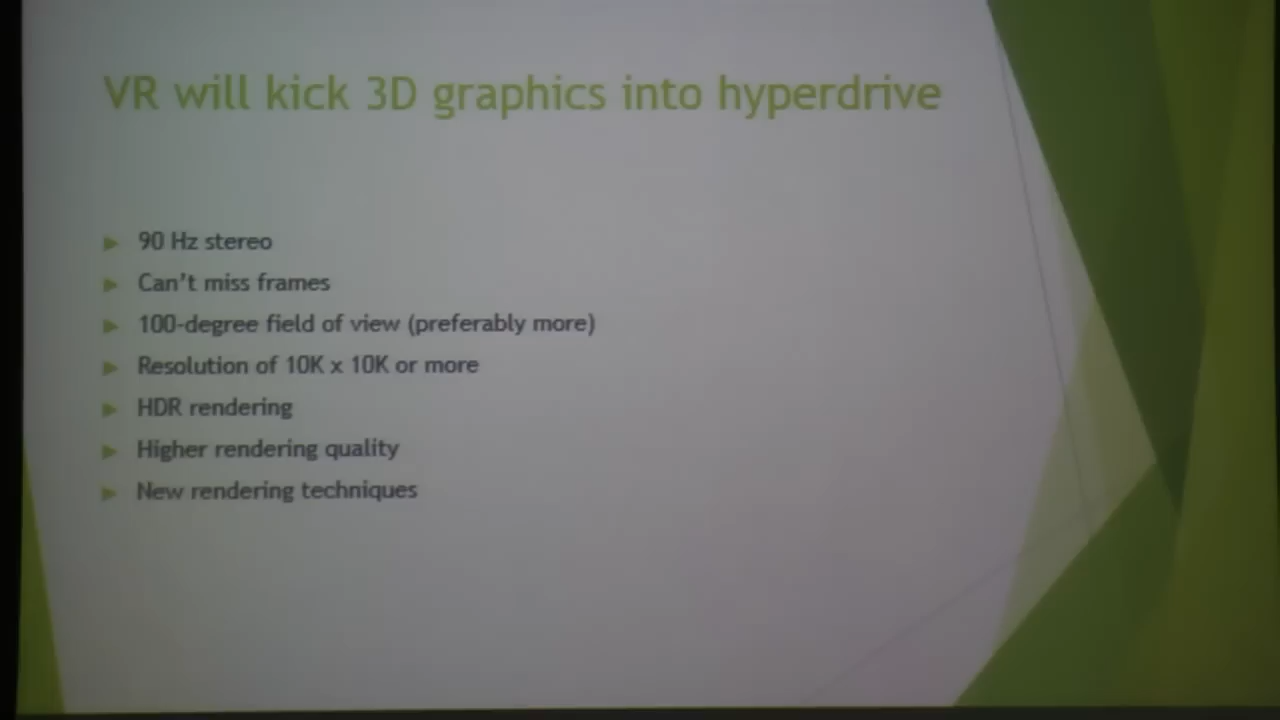 VR will kick 3D graphics into hyperdrive
90 Hz stereo
Can't miss frames
100-degree field of view (preferably more)
Resolution of 10K x 10K or more
HDR rendering
Higher rendering quality
New rendering techniques